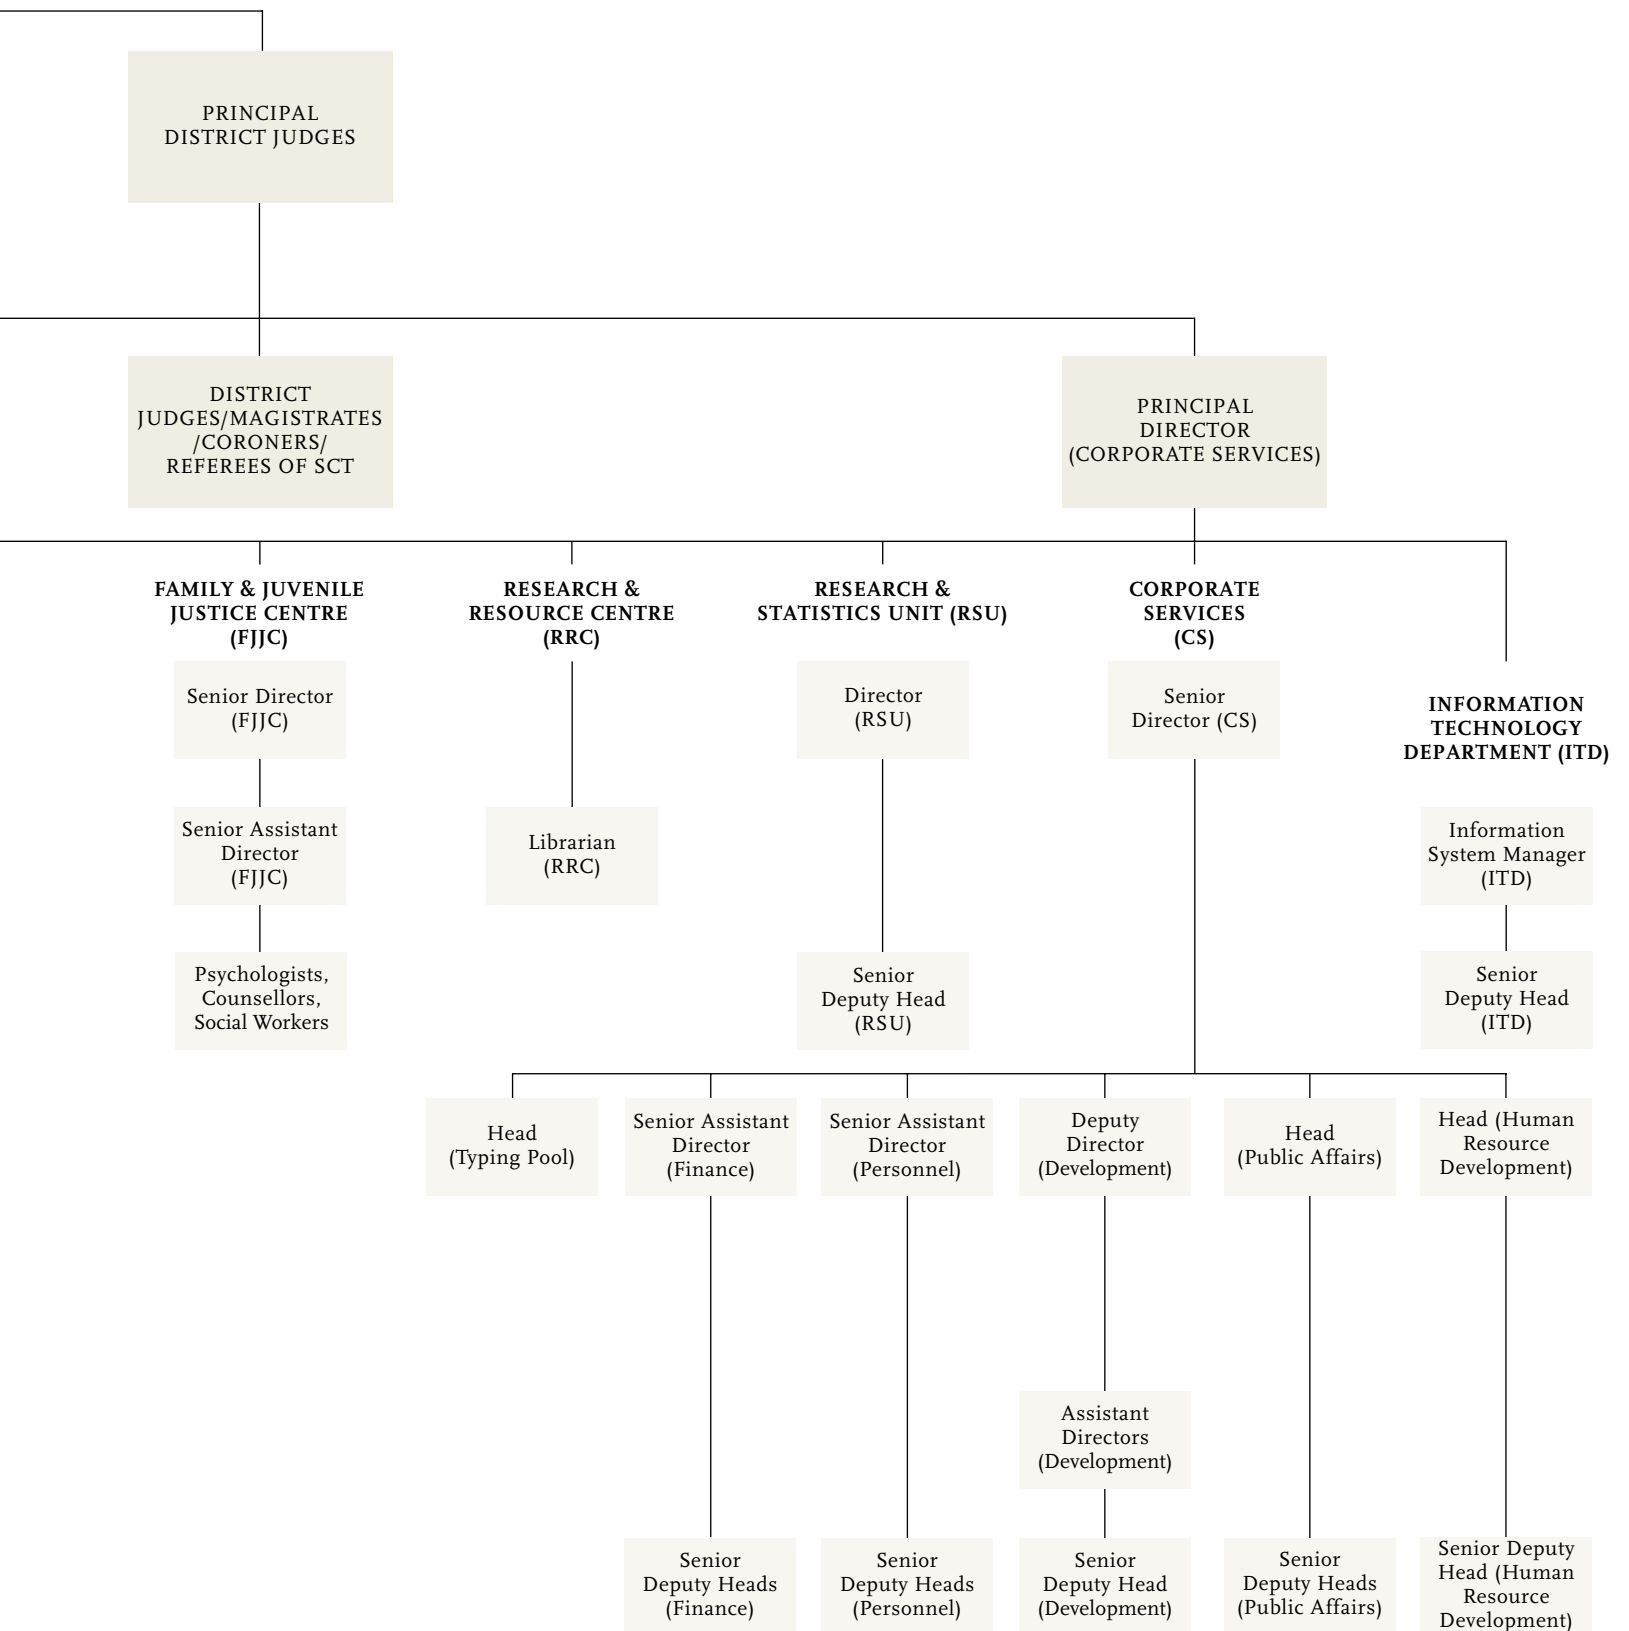 PRINCIPAL
DISTRICT JUDGES
DISTRICT
JUDGES/MAGISTRATES
/CORONERS/
REFEREES OF SCT
PRINCIPAL
DIRECTOR
(CORPORATE SERVICES)
FAMILY & JUVENILE
JUSTICE CENTRE
(FJJC)
RESEARCH &
RESOURCE CENTRE
(RRC)
RESEARCH &
STATISTICS UNIT (RSU)
CORPORATE
SERVICES
(CS)
INFORMATION
TECHNOLOGY
DEPARTMENT (ITD)
Senior Director
(FJJC)
Director
(RSU)
Senior
Director (CS)
Senior Assistant
Director
(FJJC)
Librarian
(RRC)
Information
System Manager
(ITD)
Psychologists,
Counsellors,
Social Workers
Senior
Deputy Head
(RSU)
Senior
Deputy Head
(ITD)
Head
(Typing Pool)
Senior Assistant
Director
(Finance)
Senior Assistant
Director
(Personnel)
Deputy
Director
(Development)
Head
(Public Affairs)
Head (Human
Resource
Development)
Assistant
Directors
(Development)
Senior
Deputy Heads
(Finance)
Senior
Deputy Heads
(Personnel)
Senior
Deputy Head
(Development)
Senior
Deputy Heads
(Public Affairs)
Senior Deputy
Head (Human
Resource
Development)